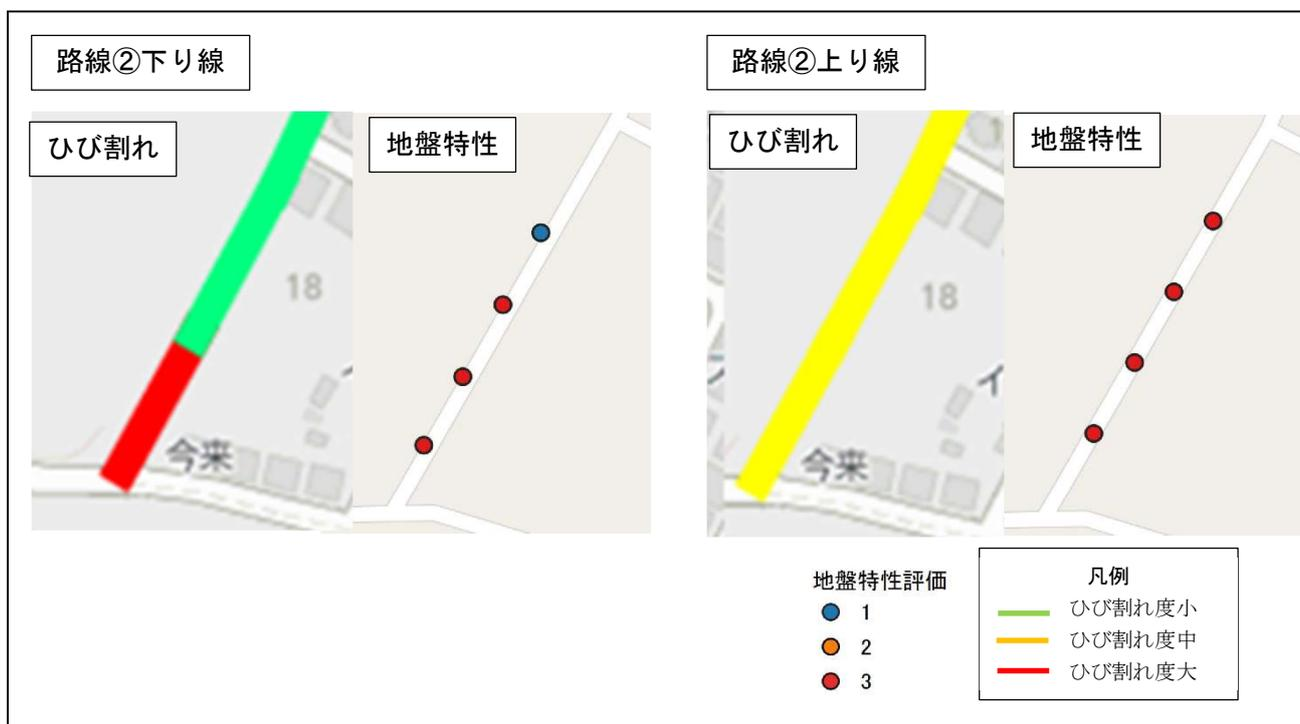 路線②下り線
ひび割れ
地盤特性
18
今来
路線②上り線
ひび割れ
地盤特性
18
イ
今来
地盤特性評価
1
2
3
凡例
ひび割れ度小
ひび割れ度中
ひび割れ度大